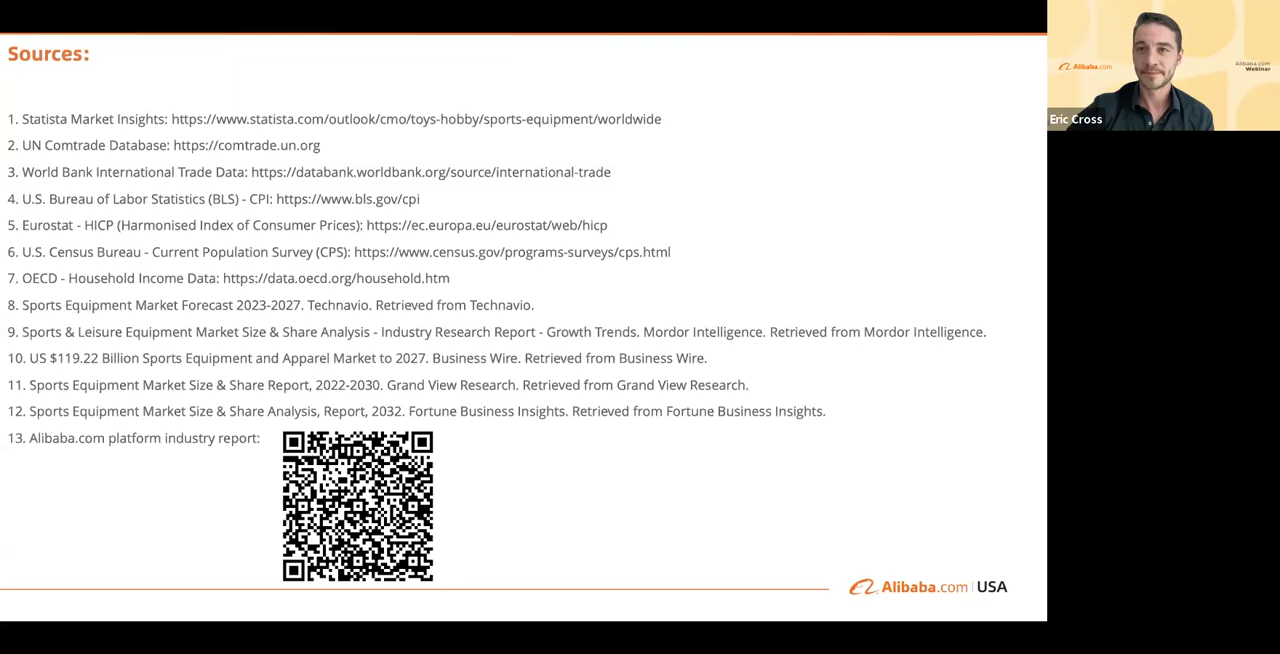 Sources:
1. Statista Market Insights: https://www.statista.com/outlook/cmo/toys-hobby/sports-equipment/worldwide
2. UN Comtrade Database: https://comtrade.un.org
3. World Bank International Trade Data: https://databank.worldbank.org/source/international-trade
4. U.S. Bureau of Labor Statistics (BLS) - CPI: https://www.bls.gov/cpi
5. Eurostat - HICP (Harmonised Index of Consumer Prices): https://ec.europa.eu/eurostat/web/hicp
6. U.S. Census Bureau - Current Population Survey (CPS): https://www.census.gov/programs-surveys/cps.html
7. OECD - Household Income Data: https://data.oecd.org/household.htm
8. Sports Equipment Market Forecast 2023-2027. Technavio. Retrieved from Technavio.
9. Sports & Leisure Equipment Market Size & Share Analysis - Industry Research Report - Growth Trends. Mordor Intelligence. Retrieved from Mordor Intelligence.
10. US $119.22 Billion Sports Equipment and Apparel Market to 2027. Business Wire. Retrieved from Business Wire.
11. Sports Equipment Market Size & Share Report, 2022-2030. Grand View Research. Retrieved from Grand View Research.
12. Sports Equipment Market Size & Share Analysis, Report, 2032. Fortune Business Insights. Retrieved from Fortune Business Insights.
13. Alibaba.com platform industry report:
Alibaba.com | USA
Alibaba.com
Alibaba.com
Webinar
Eric Cross